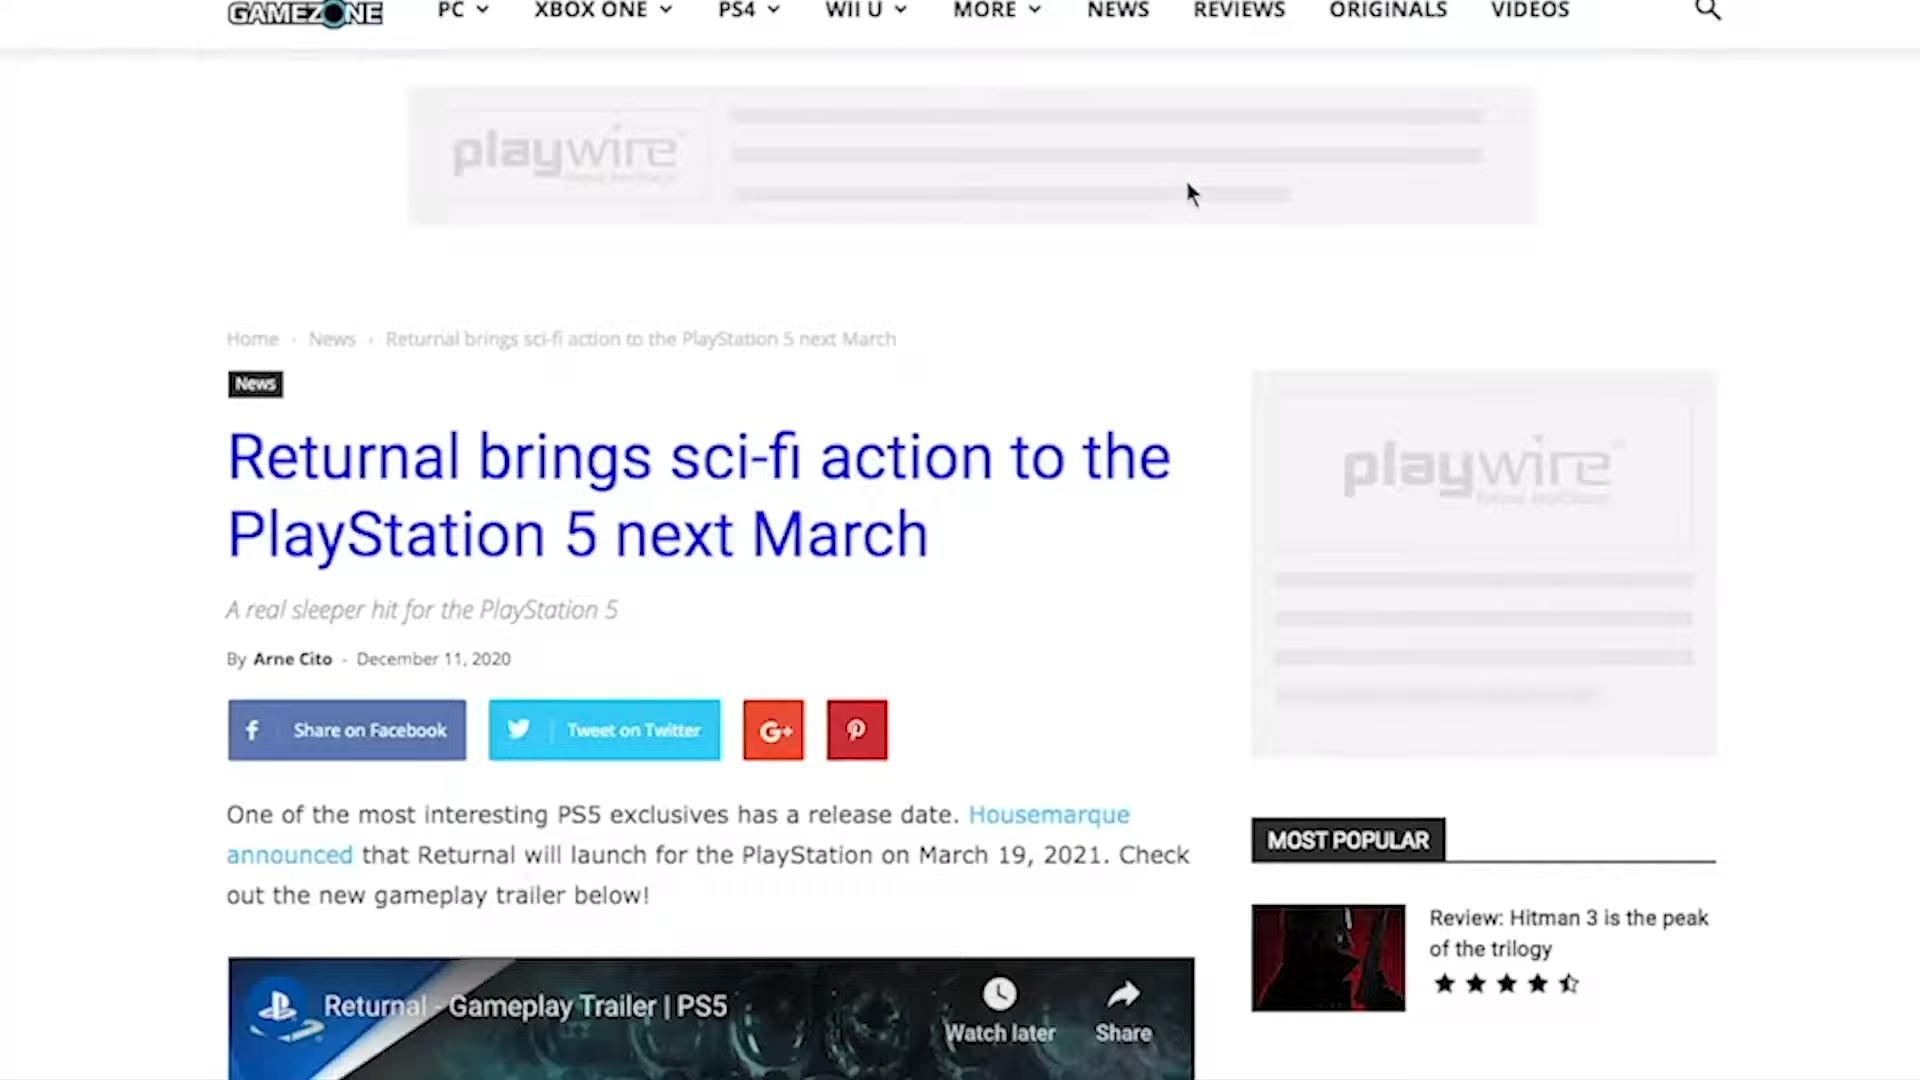 GAMEZONE PC XBOX ONE PS4 WII U MORE NEWS REVIEWS ORIGINALS VIDEOS
playwire
Home › News › Returnal brings sci-fi action to the PlayStation 5 next March
News
Returnal brings sci-fi action to the
PlayStation 5 next March
A real sleeper hit for the PlayStation 5
By Arne Cito - December 11, 2020
Share on Facebook Tweet on Twitter G+
One of the most interesting PS5 exclusives has a release date. Housemarque
announced that Returnal will launch for the PlayStation on March 19, 2021. Check
out the new gameplay trailer below!
Returnal - Gameplay Trailer | PS5
Watch later Share
playwire
MOST POPULAR
Review: Hitman 3 is the peak
of the trilogy